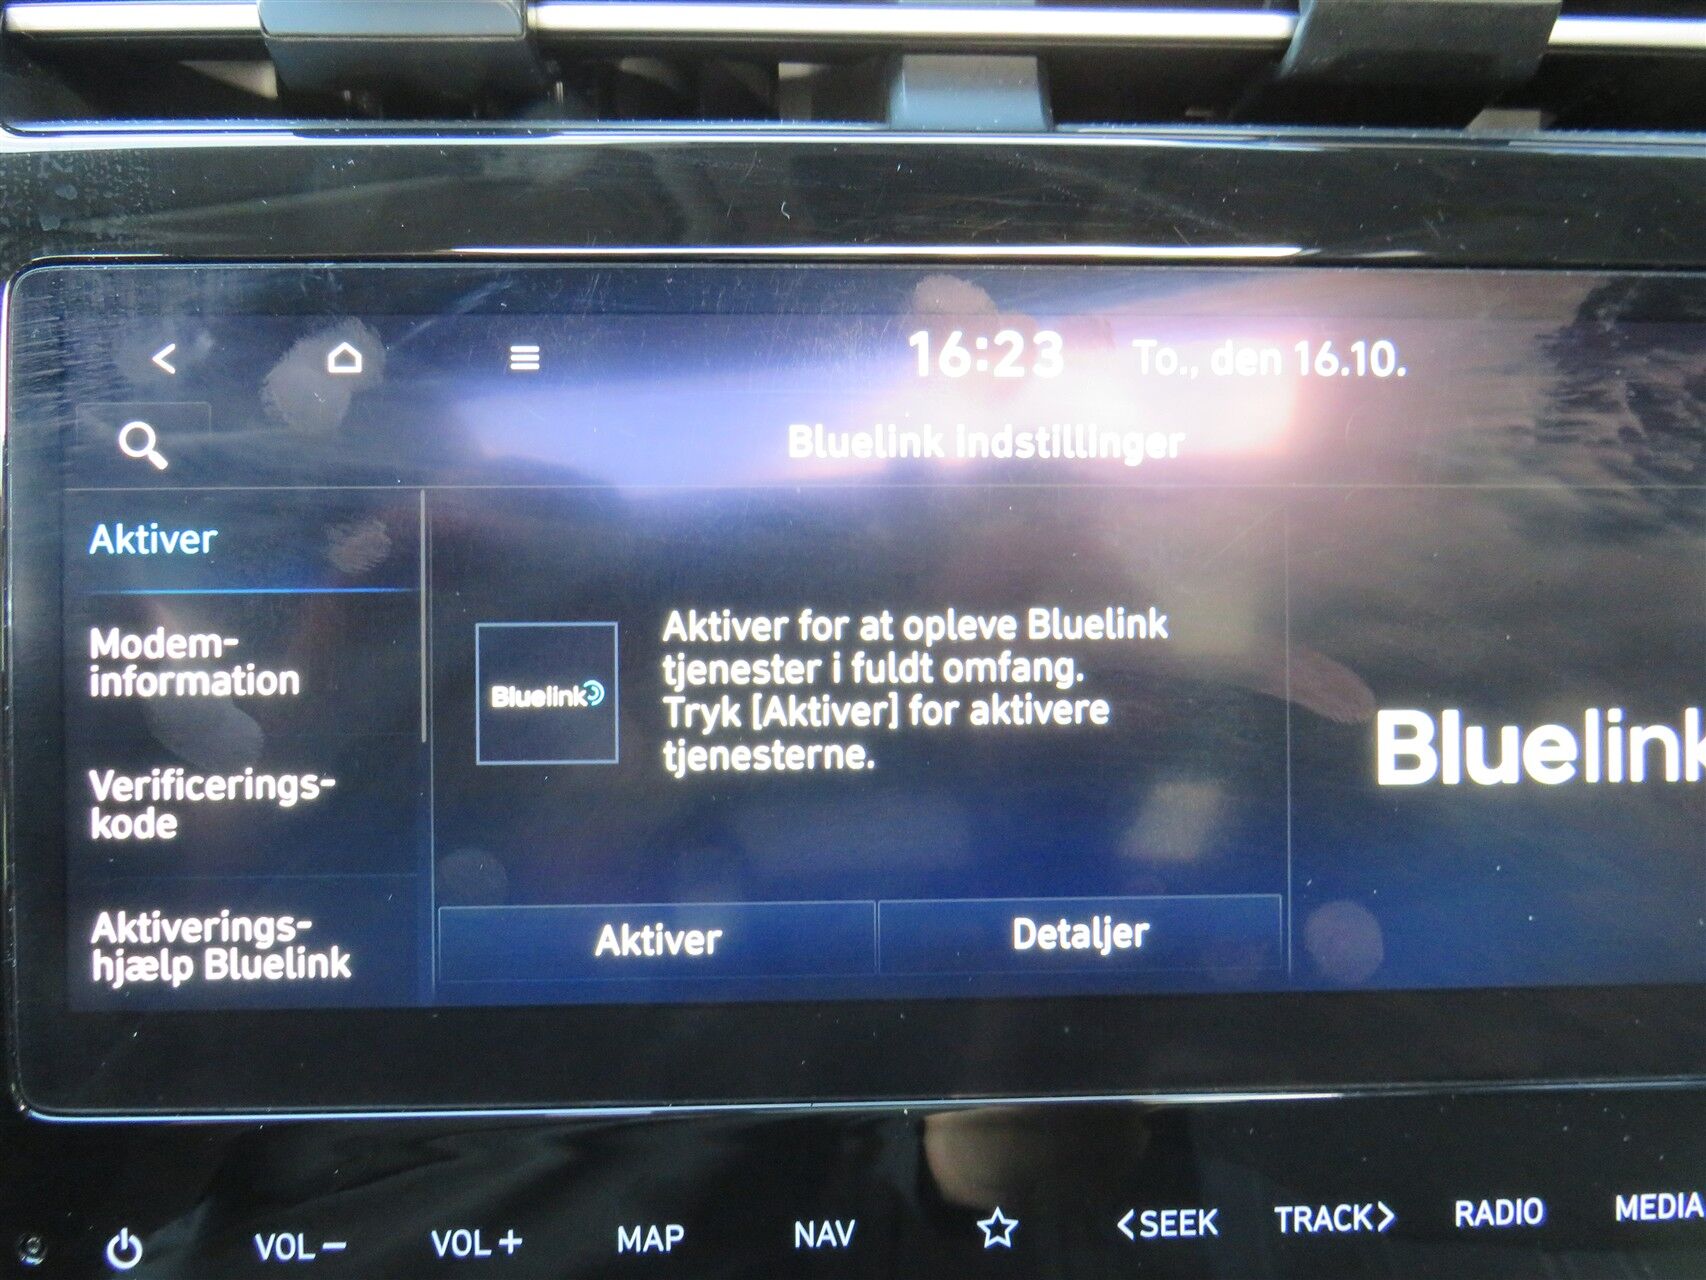 16:23 To., den 16.10.
Bluelink indstillinger
Aktiver
Modem-
information
Verificerings-
kode
Aktiverings-
hjælp Bluelink
Bluelink
Aktiver for at opleve Bluelink
tjenester i fuldt omfang.
Tryk [Aktiver] for aktivere
tjenesterne.
Aktiver
Detaljer
Bluelink
VOL− VOL+ MAP NAV <SEEK TRACK> RADIO MEDIA